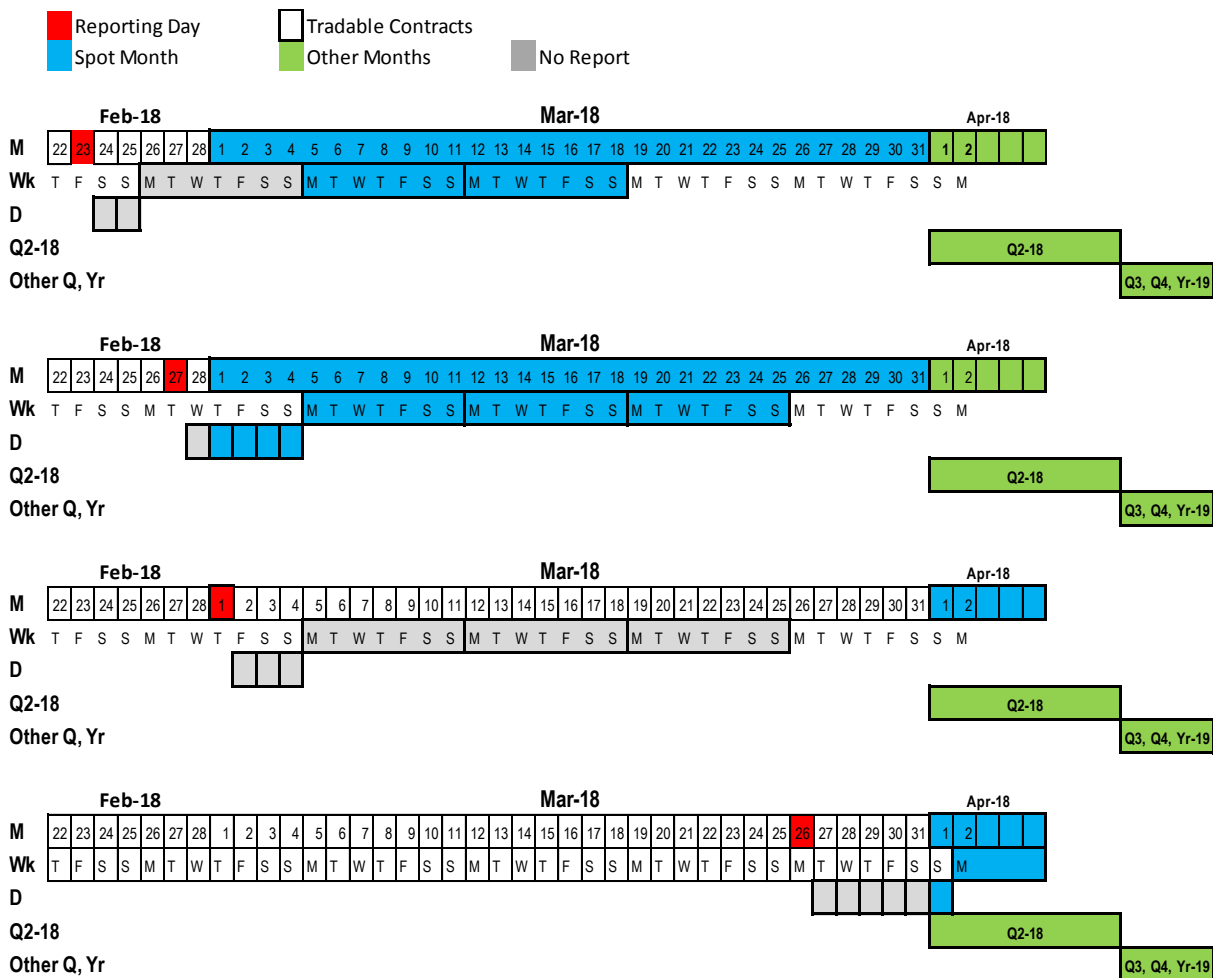 Reporting Day Tradable Contracts
Spot Month Other Months No Report
Feb-18 Mar-18 Apr-18
M 22 23 24 25 26 27 28 1 2 3 4 5 6 7 8 9 10 11 12 13 14 15 16 17 18 19 20 21 22 23 24 25 26 27 28 29 30 31 1 2
Wk T F S S M T W T F S S M T W T F S S M T W T F S S M T W T F S S M T W T F S S M
D
Q2-18 Q2-18
Other Q, Yr Q3, Q4, Yr-19
Feb-18 Mar-18 Apr-18
M 22 23 24 25 26 27 28 1 2 3 4 5 6 7 8 9 10 11 12 13 14 15 16 17 18 19 20 21 22 23 24 25 26 27 28 29 30 31 1 2
Wk T F S S M T W T F S S M T W T F S S M T W T F S S M T W T F S S M T W T F S S M
D
Q2-18 Q2-18
Other Q, Yr Q3, Q4, Yr-19
Feb-18 Mar-18 Apr-18
M 22 23 24 25 26 27 28 1 2 3 4 5 6 7 8 9 10 11 12 13 14 15 16 17 18 19 20 21 22 23 24 25 26 27 28 29 30 31 1 2
Wk T F S S M T W T F S S M T W T F S S M T W T F S S M T W T F S S M T W T F S S M
D
Q2-18 Q2-18
Other Q, Yr Q3, Q4, Yr-19
Feb-18 Mar-18 Apr-18
M 22 23 24 25 26 27 28 1 2 3 4 5 6 7 8 9 10 11 12 13 14 15 16 17 18 19 20 21 22 23 24 25 26 27 28 29 30 31 1 2
Wk T F S S M T W T F S S M T W T F S S M T W T F S S M T W T F S S M T W T F S S M
D
Q2-18 Q2-18
Other Q, Yr Q3, Q4, Yr-19